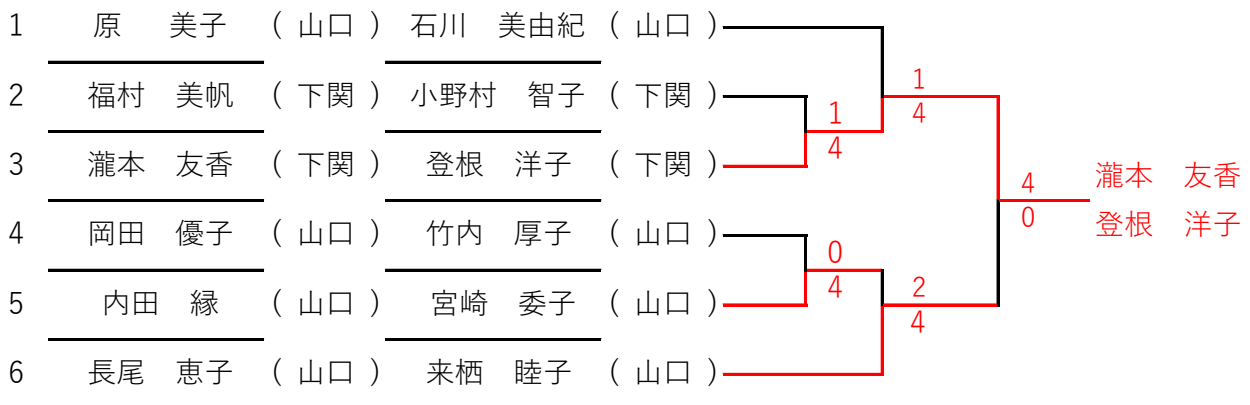 1 原 美子 ( 山口 ) 石川 美由紀 ( 山口 )
2 福村 美帆 ( 下関 ) 小野村 智子 ( 下関 )
3 瀧本 友香 ( 下関 ) 登根 洋子 ( 下関 )
4 岡田 優子 ( 山口 ) 竹内 厚子 ( 山口 )
5 内田 縁 ( 山口 ) 宮崎 委子 ( 山口 )
6 長尾 恵子 ( 山口 ) 来栖 睦子 ( 山口 )
1
4
0
4
1
4
2
4
4
0
瀧本 友香
登根 洋子